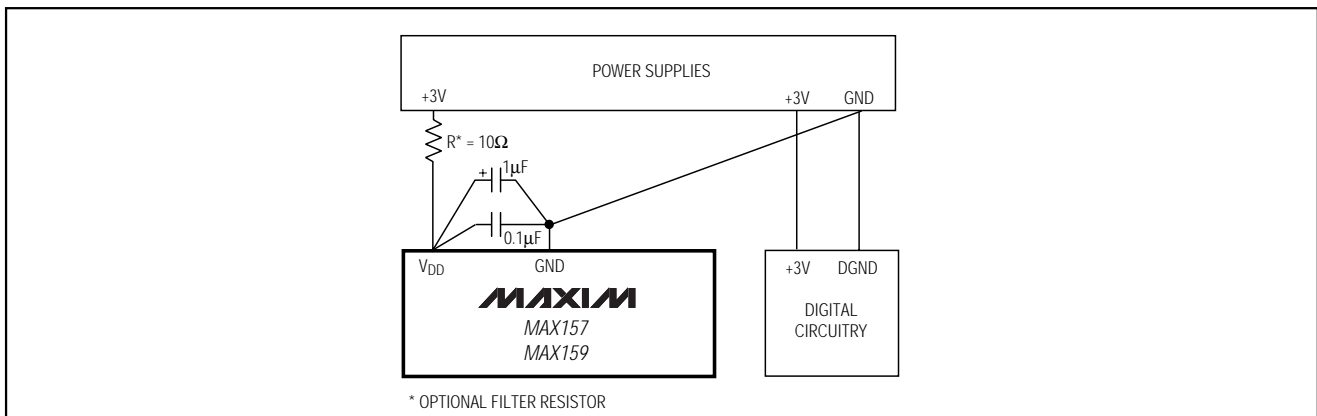 POWER SUPPLIES
+3V
+3V
GND
R* = 10Ω
+
1µF
0.1µF
VDD
GND
+3V
DGND
MAXIM
MAX157
MAX159
DIGITAL
CIRCUITRY
* OPTIONAL FILTER RESISTOR